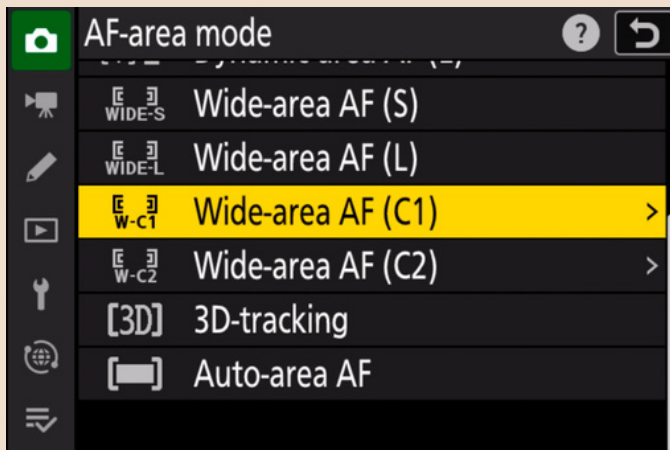 AF-area mode ?
WIDE-S Wide-area AF (S)
WIDE-L Wide-area AF (L)
W-C1 Wide-area AF (C1) >
W-C2 Wide-area AF (C2) >
[3D] 3D-tracking
Auto-area AF